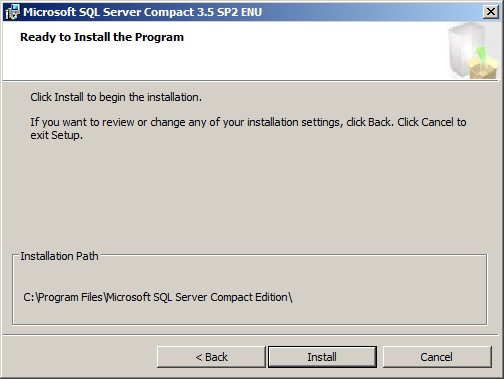 Microsoft SQL Server Compact 3.5 SP2 ENU
Ready to Install the Program
Click Install to begin the installation.
If you want to review or change any of your installation settings, click Back. Click Cancel to
exit Setup.
Installation Path
C:\Program Files\Microsoft SQL Server Compact Edition\
< Back
Install
Cancel